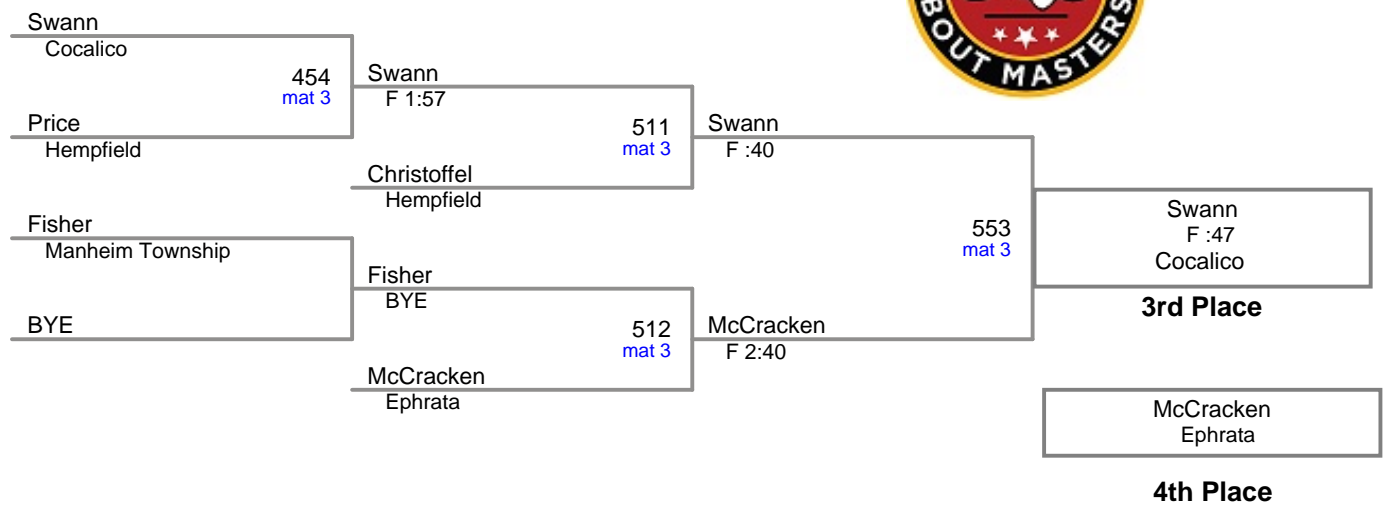 Swann
Cocalico
454
mat 3
Price
Hempfield
Swann
F 1:57
Christoffel
Hempfield
511
mat 3
Swann
F :40
Fisher
Manheim Township
BYE
Fisher
BYE
McCracken
Ephrata
512
mat 3
McCracken
F 2:40
553
mat 3
Swann
F :47
Cocalico
3rd Place
McCracken
Ephrata
4th Place
BOUT MASTERS